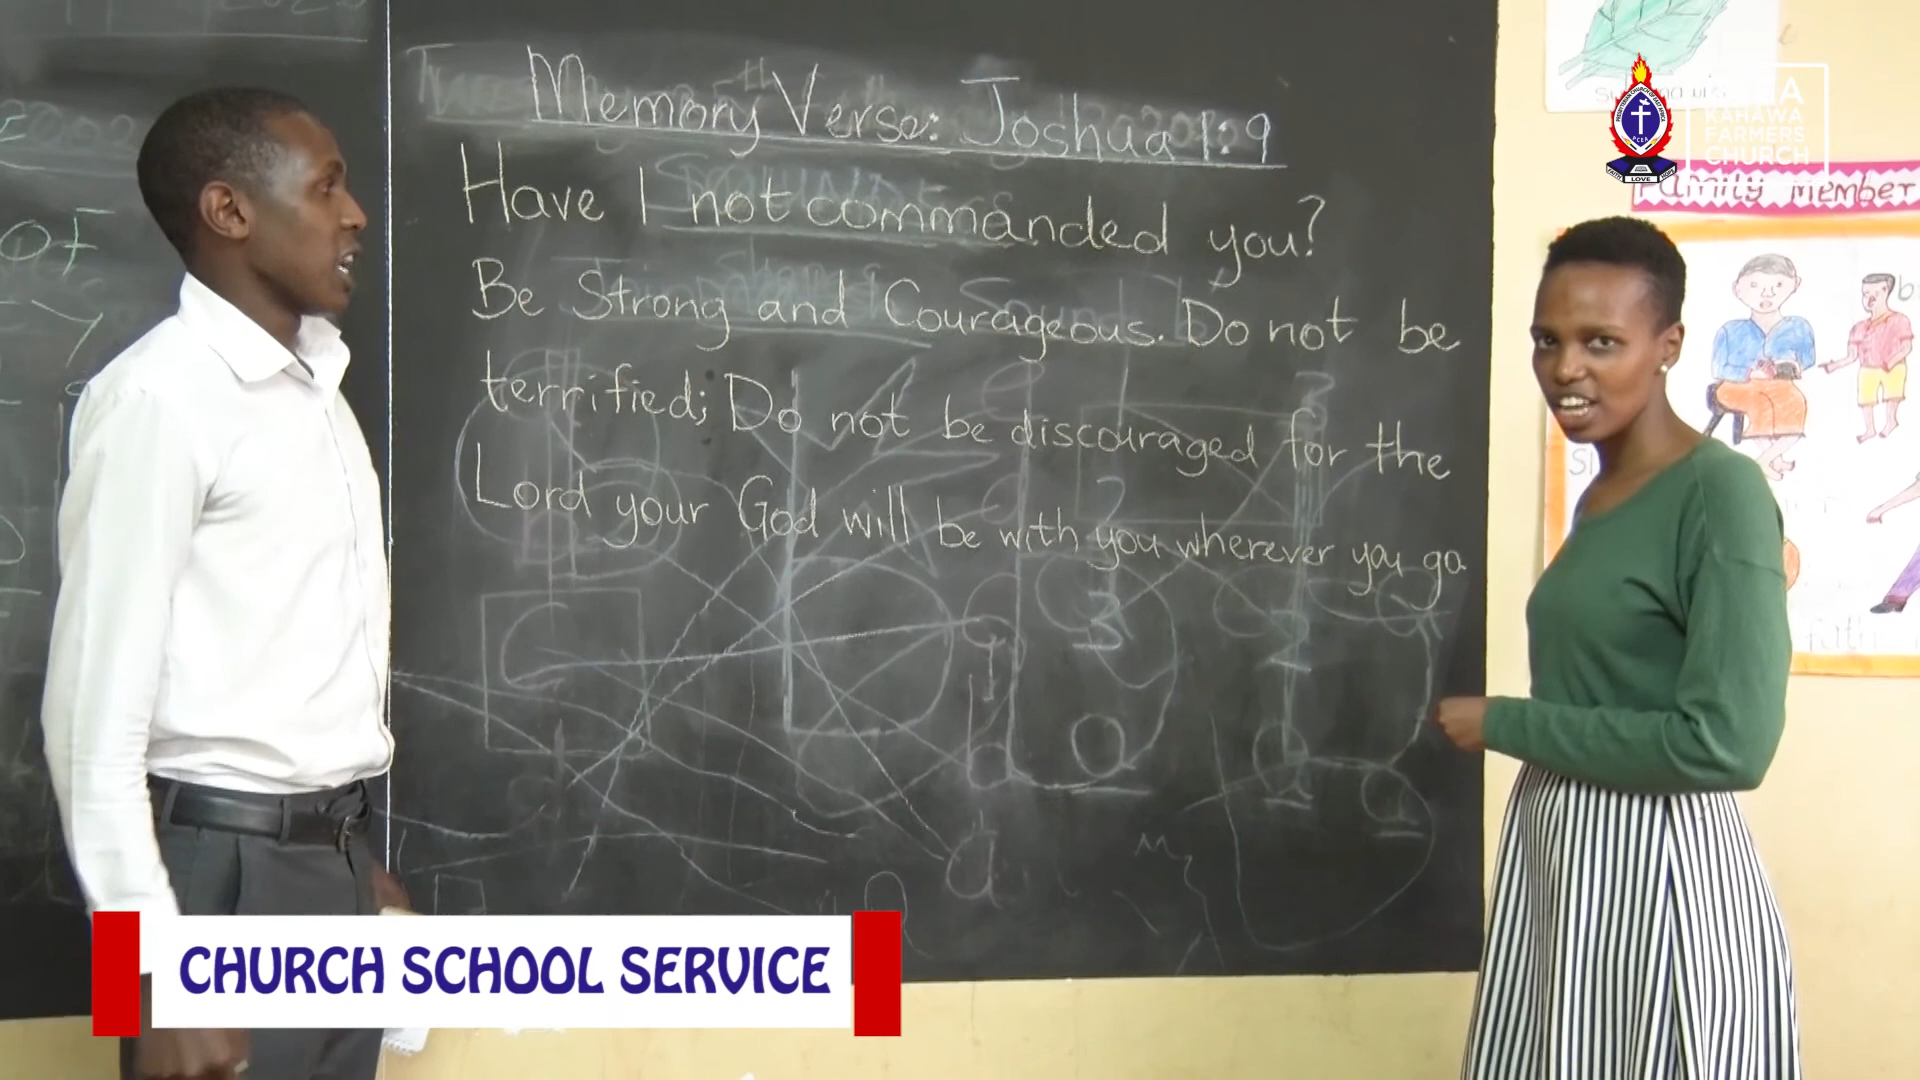 Memory Verse: Joshua 1:9
Have I not commanded you?
Be Strong and Courageous. Do not be
terrified; Do not be discouraged for the
Lord your God will be with you wherever you go.
KAHAWA
FARMERS
CHURCH
LOVE
Family Member
of
CHURCH SCHOOL SERVICE